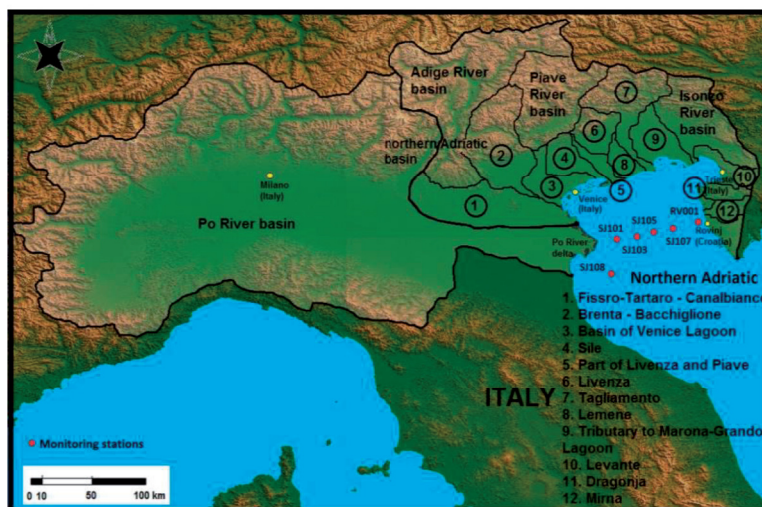 Adige River
basin
Piave
River
basin
Isonzo
River
basin
northern Adriatic
basin
7
6
9
2
4
8
10
3
5
11
1
12
Milano
(Italy)
Venice
(Italy)
Trieste
(Italy)
Po River basin
RV001
Rovinj
(Croatia)
SJ101
SJ105
SJ103
SJ107
Po River
delta
SJ108
Northern Adriatic
1. Fissro-Tartaro - Canalbianco
2. Brenta - Bacchiglione
3. Basin of Venice Lagoon
4. Sile
5. Part of Livenza and Piave
6. Livenza
7. Tagliamento
8. Lemene
9. Tributary to Marona-Grando
Lagoon
10. Levante
11. Dragonja
12. Mirna
ITALY
Monitoring stations
0 10 50 100 km